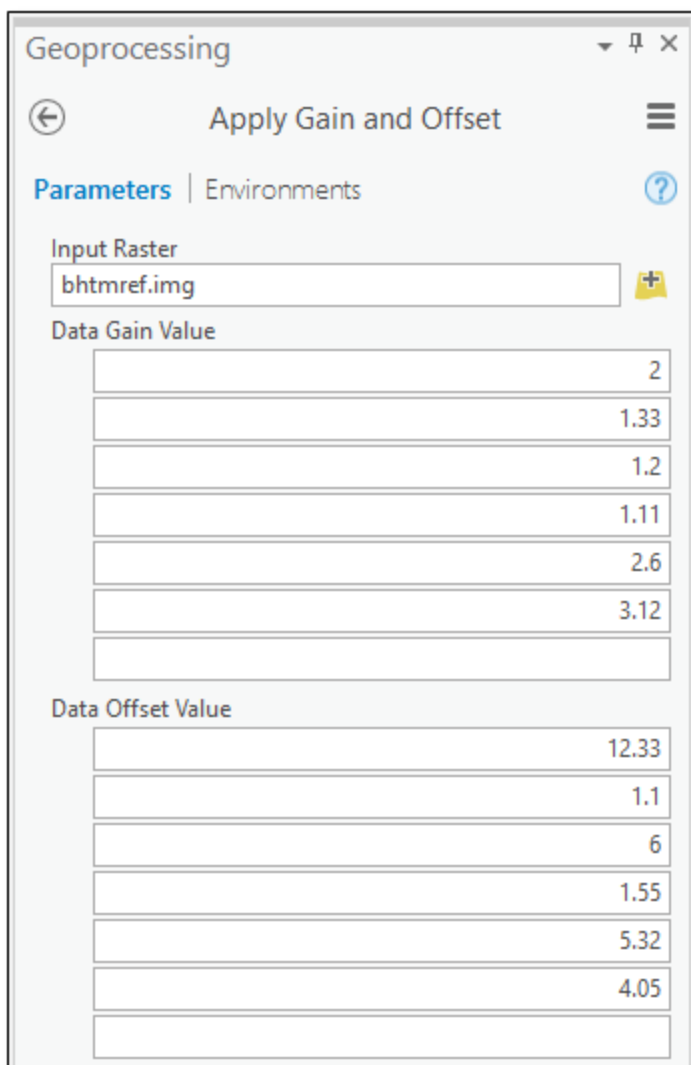 Geoprocessing
Apply Gain and Offset
Parameters | Environments
Input Raster
bhtmref.img
Data Gain Value
2
1.33
1.2
1.11
2.6
3.12
Data Offset Value
12.33
1.1
6
1.55
5.32
4.05